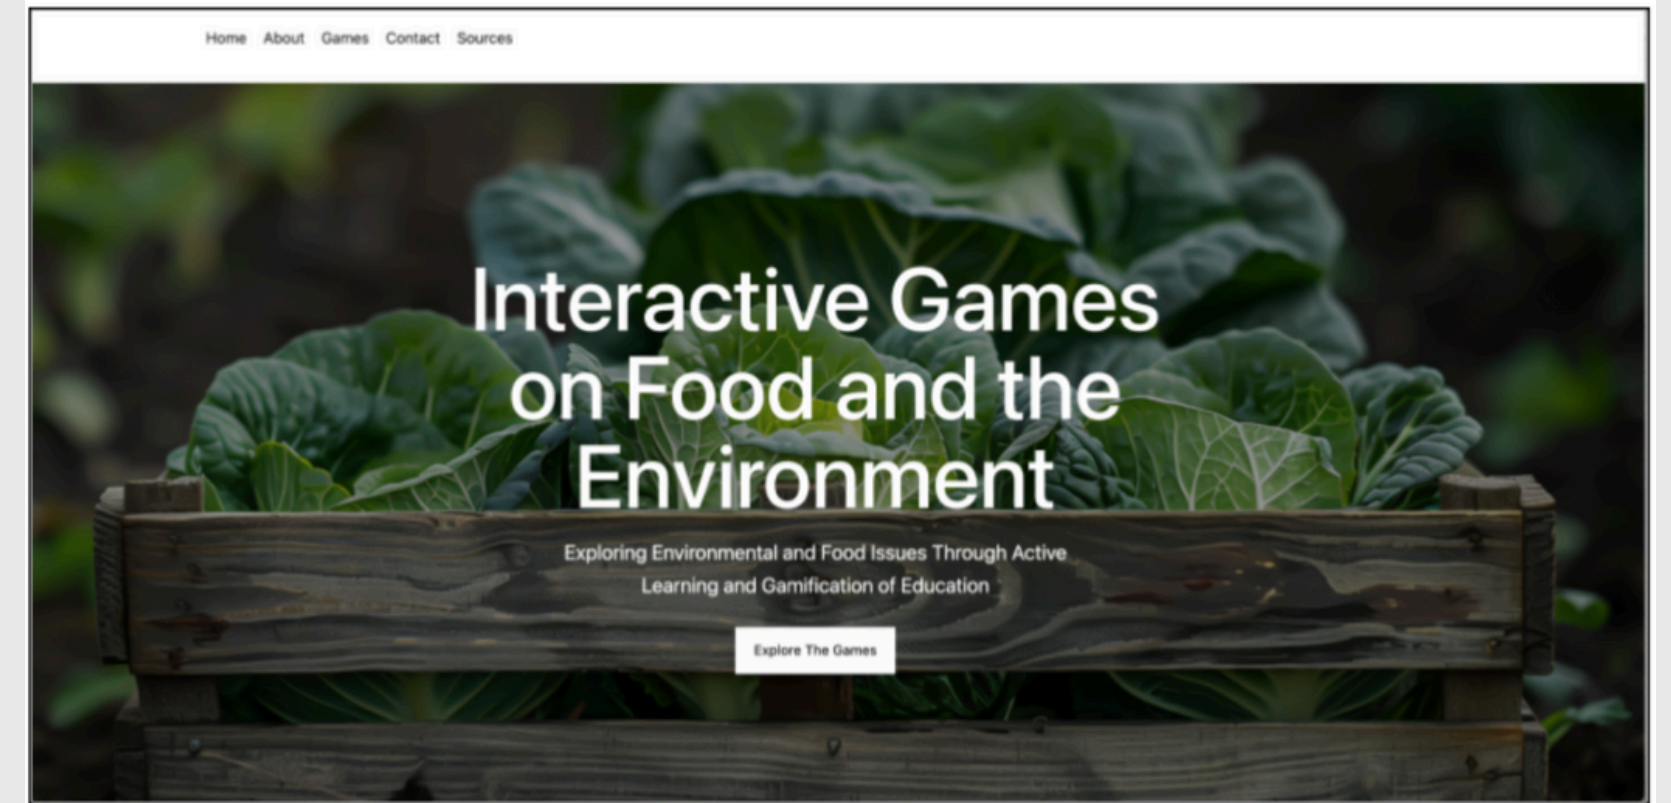 Home About Games Contact Sources
Interactive Games
on Food and the
Environment
Exploring Environmental and Food Issues Through Active
Learning and Gamification of Education
Explore The Games